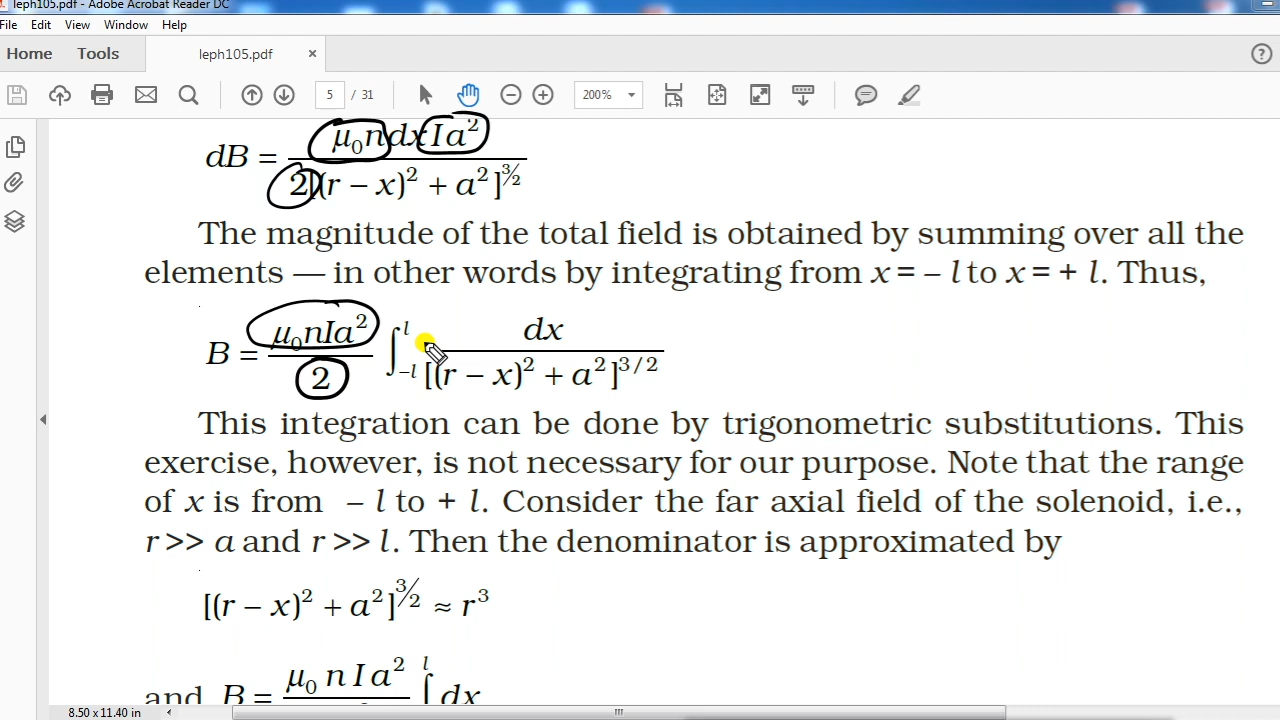 leph105.pdf - Adobe Acrobat Reader DC
File Edit View Window Help
Home Tools leph105.pdf ×
5 / 31 200%
dB = μ₀ndxIa² / 2[(r − x)² + a²]^3/2
The magnitude of the total field is obtained by summing over all the
elements — in other words by integrating from x = – l to x = + l. Thus,
B = μ₀nIa² / 2 ∫_−l^l dx / [(r − x)² + a²]^3/2
This integration can be done by trigonometric substitutions. This
exercise, however, is not necessary for our purpose. Note that the range
of x is from – l to + l. Consider the far axial field of the solenoid, i.e.,
r >> a and r >> l. Then the denominator is approximated by
[(r − x)² + a²]^3/2 ≈ r³
and B = μ₀ n I a² ∫^l dx
8.50 x 11.40 in